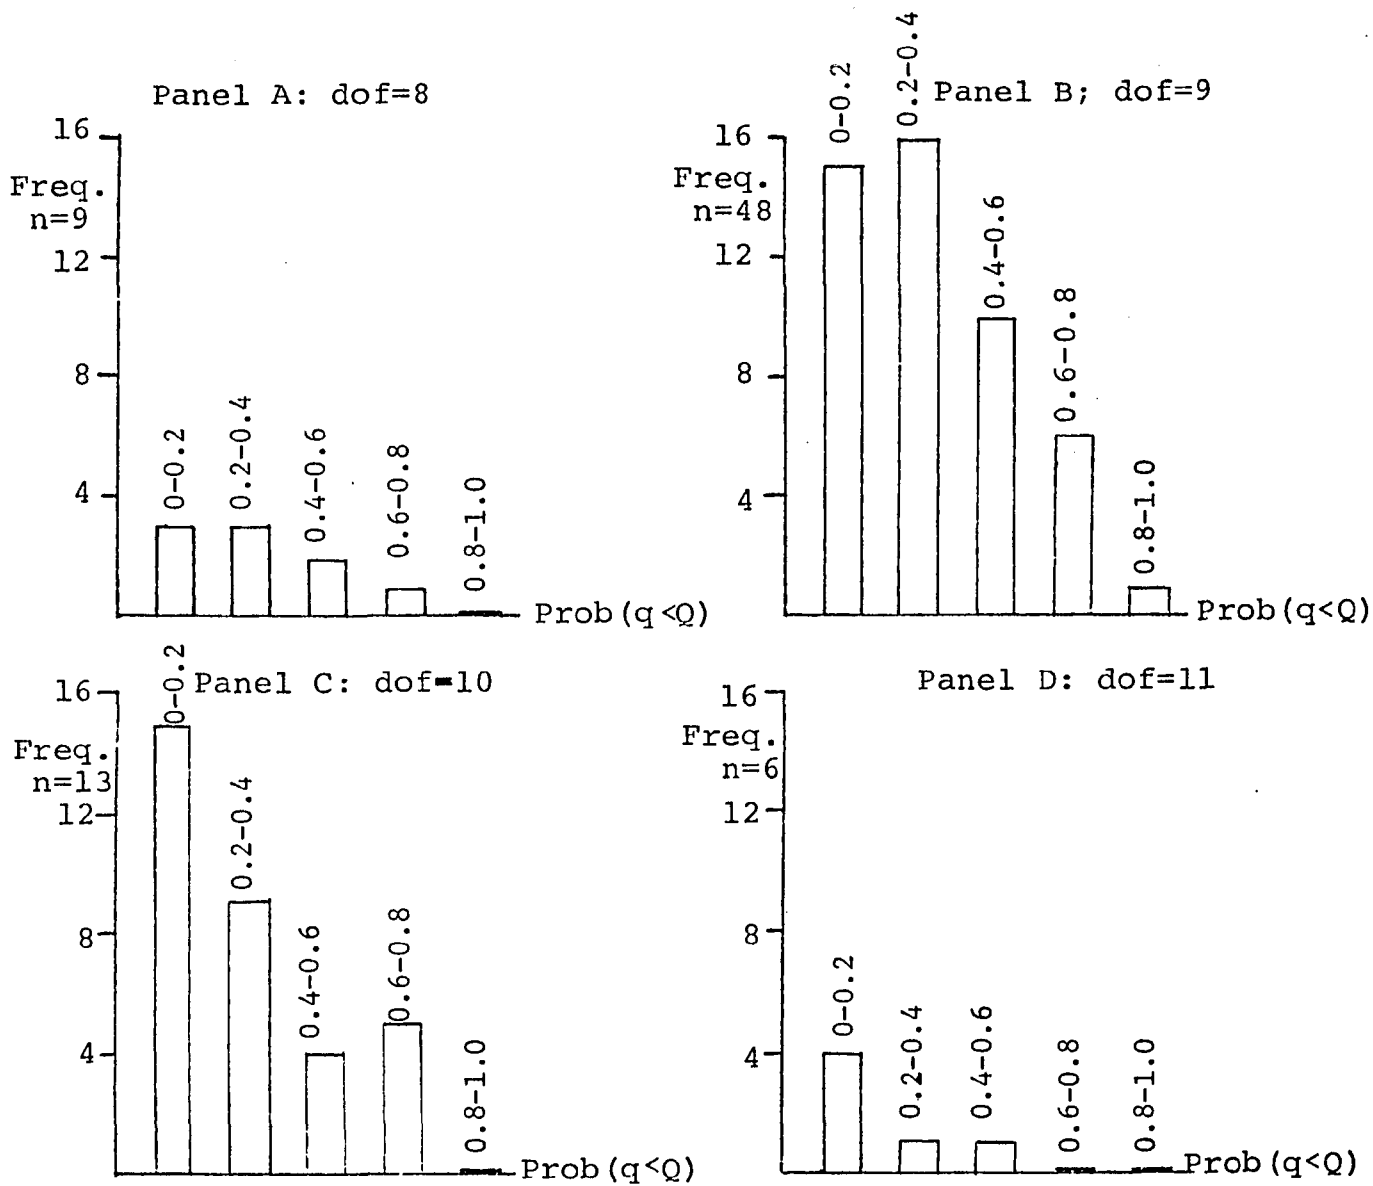 Panel A: dof=8
16
Freq.
n=9
12
8
4
0-0.2
0.2-0.4
0.4-0.6
0.6-0.8
0.8-1.0
Prob(q<Q)
Panel B; dof=9
16
Freq.
n=48
12
8
4
0-0.2
0.2-0.4
0.4-0.6
0.6-0.8
0.8-1.0
Prob(q<Q)
Panel C: dof=10
16
Freq.
n=13
12
8
4
0-0.2
0.2-0.4
0.4-0.6
0.6-0.8
0.8-1.0
Prob(q<Q)
Panel D: dof=11
16
Freq.
n=6
12
8
4
0-0.2
0.2-0.4
0.4-0.6
0.6-0.8
0.8-1.0
Prob(q<Q)